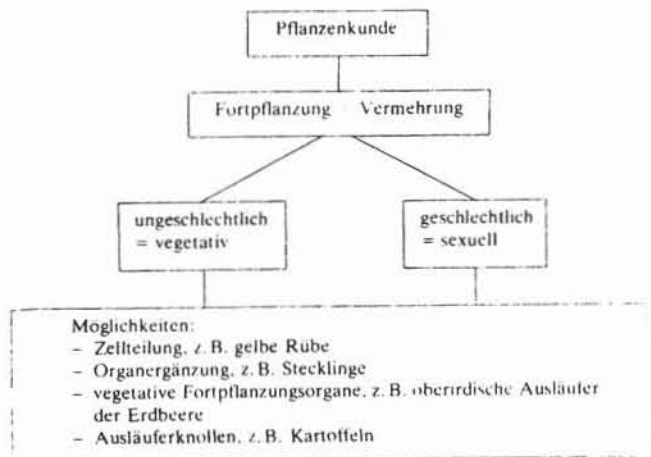 Pflanzenkunde
Fortpflanzung Vermehrung
ungeschlechtlich
= vegetativ
geschlechtlich
= sexuell
Möglichkeiten:
– Zellteilung, z. B. gelbe Rübe
– Organergänzung, z. B. Stecklinge
– vegetative Fortpflanzungsorgane, z. B. oberirdische Ausläufer
der Erdbeere
– Ausläuferknollen, z. B. Kartoffeln